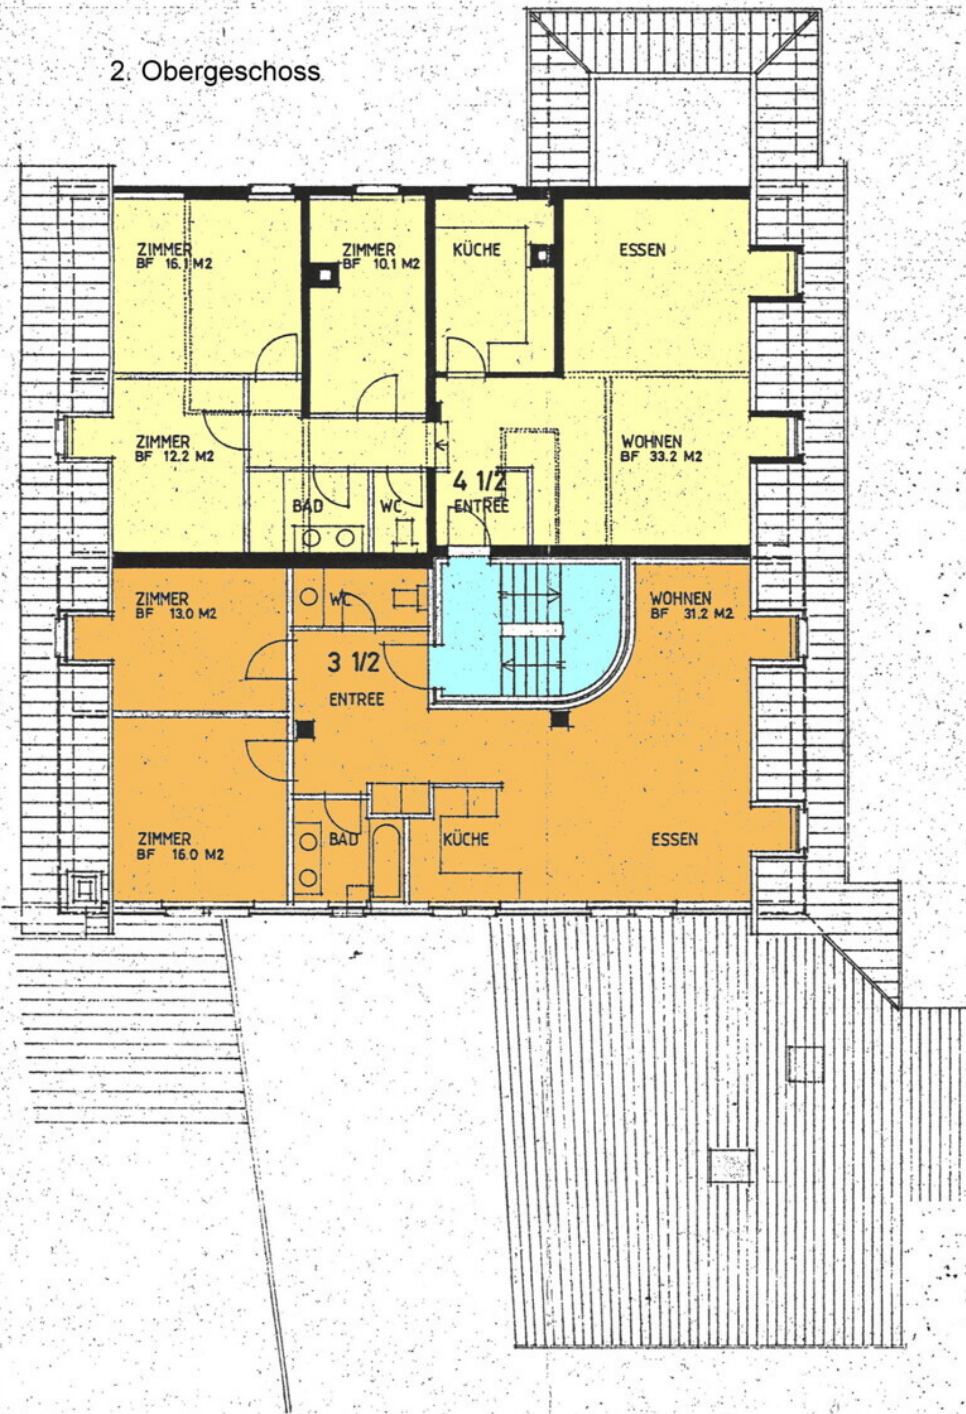 2. Obergeschoss
ZIMMER
BF 16.1 M2
ZIMMER
BF 10.1 M2
KÜCHE
ESSEN
ZIMMER
BF 12.2 M2
WOHNEN
BF 33.2 M2
4 1/2
ENTREE
BAD
WC
ZIMMER
BF 13.0 M2
WC
WOHNEN
BF 31.2 M2
3 1/2
ENTREE
ZIMMER
BF 16.0 M2
BAD
KÜCHE
ESSEN